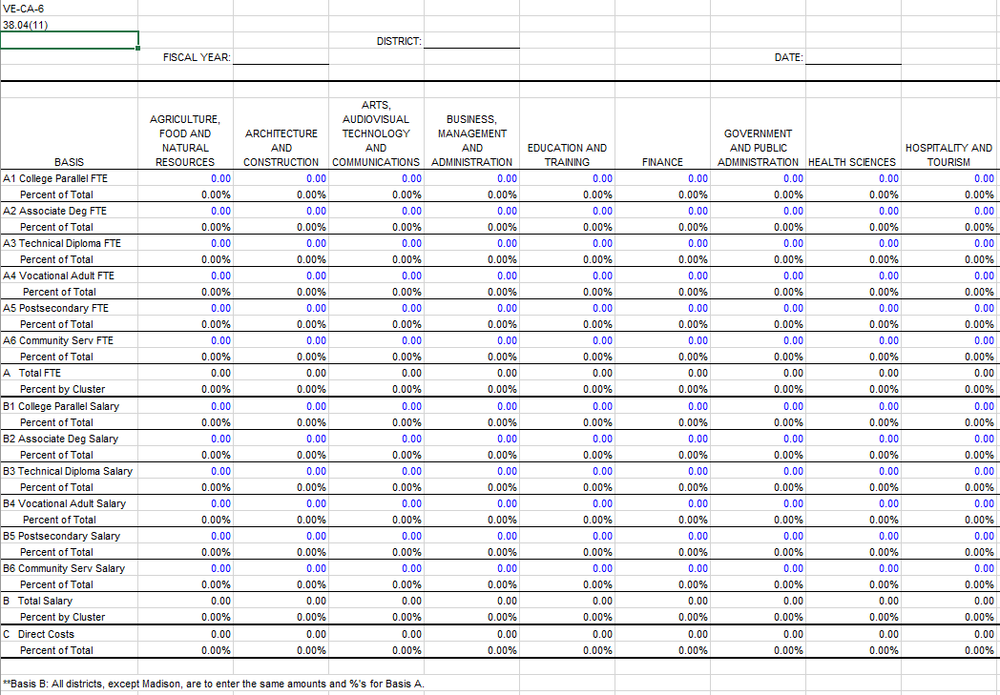 VE-CA-6
38.04(11)
DISTRICT:
FISCAL YEAR: DATE:
BASIS AGRICULTURE, FOOD AND NATURAL RESOURCES ARCHITECTURE AND CONSTRUCTION ARTS, AUDIOVISUAL TECHNOLOGY AND COMMUNICATIONS BUSINESS, MANAGEMENT AND ADMINISTRATION EDUCATION AND TRAINING FINANCE GOVERNMENT AND PUBLIC ADMINISTRATION HEALTH SCIENCES HOSPITALITY AND TOURISM
A1 College Parallel FTE 0.00 0.00 0.00 0.00 0.00 0.00 0.00 0.00 0.00
Percent of Total 0.00% 0.00% 0.00% 0.00% 0.00% 0.00% 0.00% 0.00% 0.00%
A2 Associate Deg FTE 0.00 0.00 0.00 0.00 0.00 0.00 0.00 0.00 0.00
Percent of Total 0.00% 0.00% 0.00% 0.00% 0.00% 0.00% 0.00% 0.00% 0.00%
A3 Technical Diploma FTE 0.00 0.00 0.00 0.00 0.00 0.00 0.00 0.00 0.00
Percent of Total 0.00% 0.00% 0.00% 0.00% 0.00% 0.00% 0.00% 0.00% 0.00%
A4 Vocational Adult FTE 0.00 0.00 0.00 0.00 0.00 0.00 0.00 0.00 0.00
Percent of Total 0.00% 0.00% 0.00% 0.00% 0.00% 0.00% 0.00% 0.00% 0.00%
A5 Postsecondary FTE 0.00 0.00 0.00 0.00 0.00 0.00 0.00 0.00 0.00
Percent of Total 0.00% 0.00% 0.00% 0.00% 0.00% 0.00% 0.00% 0.00% 0.00%
A6 Community Serv FTE 0.00 0.00 0.00 0.00 0.00 0.00 0.00 0.00 0.00
Percent of Total 0.00% 0.00% 0.00% 0.00% 0.00% 0.00% 0.00% 0.00% 0.00%
A Total FTE 0.00 0.00 0.00 0.00 0.00 0.00 0.00 0.00 0.00
Percent by Cluster 0.00% 0.00% 0.00% 0.00% 0.00% 0.00% 0.00% 0.00% 0.00%
B1 College Parallel Salary 0.00 0.00 0.00 0.00 0.00 0.00 0.00 0.00 0.00
Percent of Total 0.00% 0.00% 0.00% 0.00% 0.00% 0.00% 0.00% 0.00% 0.00%
B2 Associate Deg Salary 0.00 0.00 0.00 0.00 0.00 0.00 0.00 0.00 0.00
Percent of Total 0.00% 0.00% 0.00% 0.00% 0.00% 0.00% 0.00% 0.00% 0.00%
B3 Technical Diploma Salary 0.00 0.00 0.00 0.00 0.00 0.00 0.00 0.00 0.00
Percent of Total 0.00% 0.00% 0.00% 0.00% 0.00% 0.00% 0.00% 0.00% 0.00%
B4 Vocational Adult Salary 0.00 0.00 0.00 0.00 0.00 0.00 0.00 0.00 0.00
Percent of Total 0.00% 0.00% 0.00% 0.00% 0.00% 0.00% 0.00% 0.00% 0.00%
B5 Postsecondary Salary 0.00 0.00 0.00 0.00 0.00 0.00 0.00 0.00 0.00
Percent of Total 0.00% 0.00% 0.00% 0.00% 0.00% 0.00% 0.00% 0.00% 0.00%
B6 Community Serv Salary 0.00 0.00 0.00 0.00 0.00 0.00 0.00 0.00 0.00
Percent of Total 0.00% 0.00% 0.00% 0.00% 0.00% 0.00% 0.00% 0.00% 0.00%
B Total Salary 0.00 0.00 0.00 0.00 0.00 0.00 0.00 0.00 0.00
Percent by Cluster 0.00% 0.00% 0.00% 0.00% 0.00% 0.00% 0.00% 0.00% 0.00%
C Direct Costs 0.00 0.00 0.00 0.00 0.00 0.00 0.00 0.00 0.00
Percent of Total 0.00% 0.00% 0.00% 0.00% 0.00% 0.00% 0.00% 0.00% 0.00%
**Basis B: All districts, except Madison, are to enter the same amounts and %'s for Basis A.